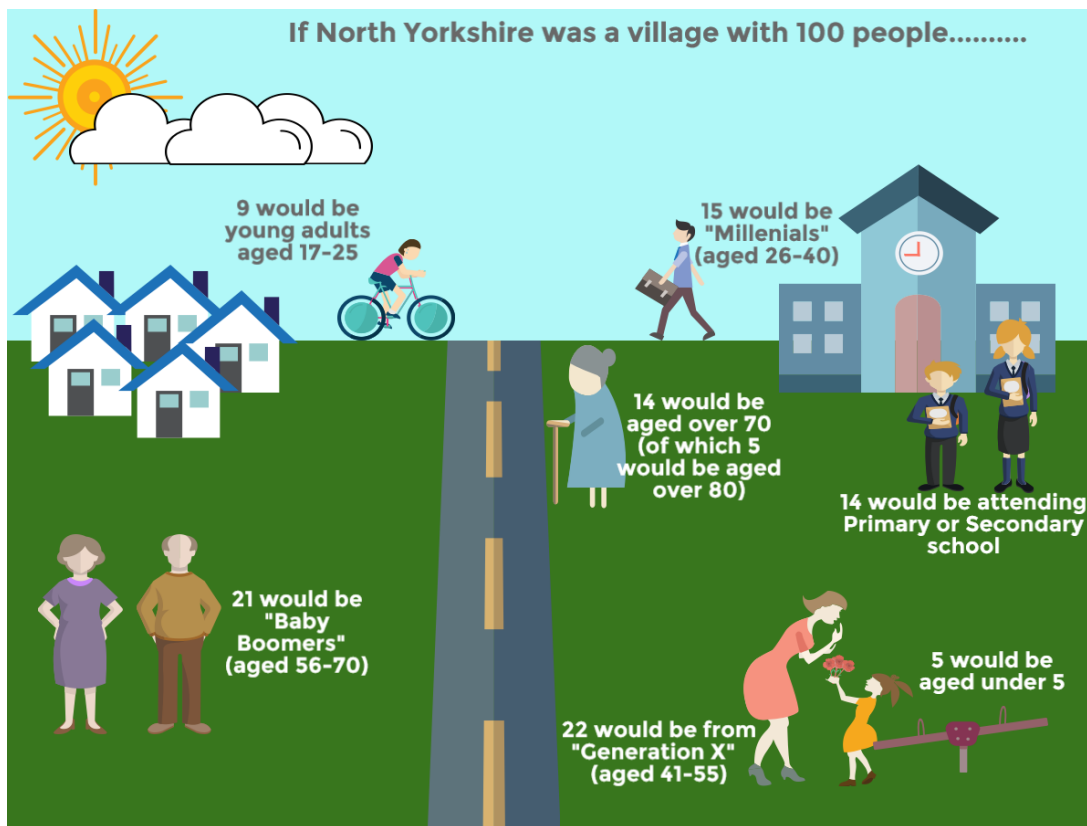 If North Yorkshire was a village with 100 people..........
9 would be
young adults
aged 17-25
15 would be
"Millenials"
(aged 26-40)
14 would be
aged over 70
(of which 5
would be aged
over 80)
14 would be attending
Primary or Secondary
school
21 would be
"Baby
Boomers"
(aged 56-70)
5 would be
aged under 5
22 would be from
"Generation X"
(aged 41-55)